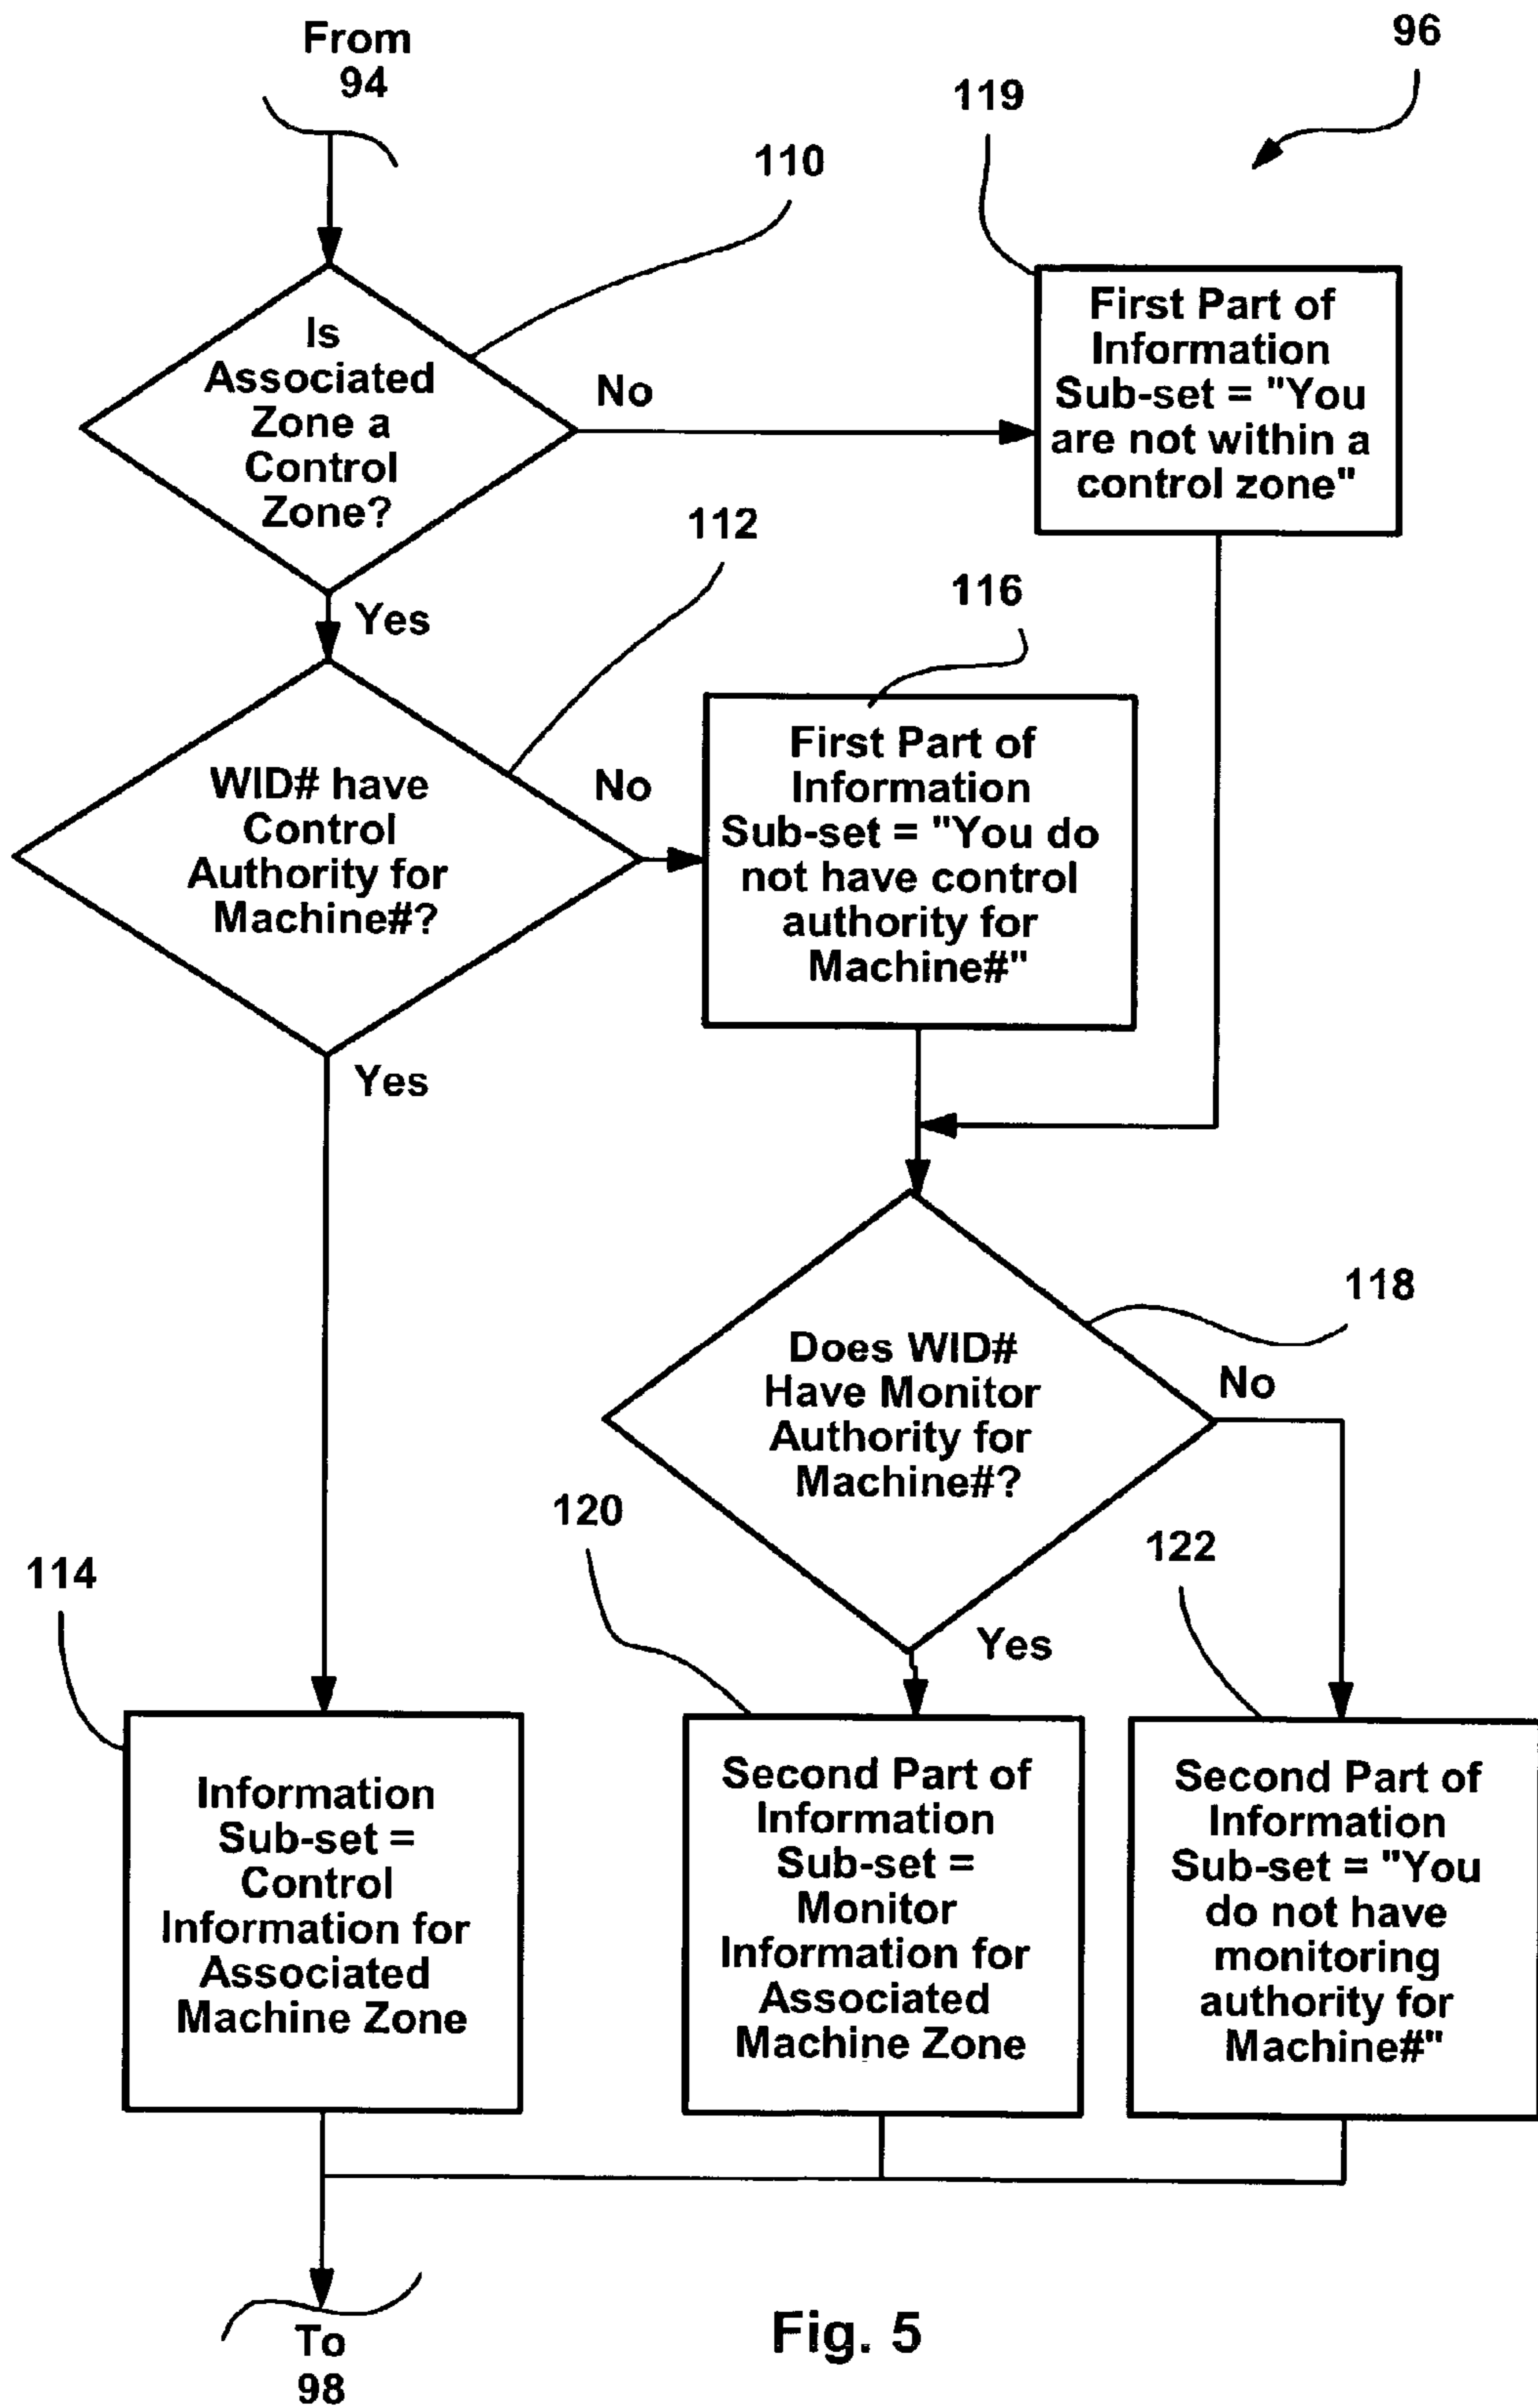 From
94
96
119
110
Is
Associated
Zone a
Control
Zone?
No
First Part of
Information
Sub-set = "You
are not within a
control zone"
Yes
112
116
WID# have
Control
Authority for
Machine#?
No
First Part of
Information
Sub-set = "You do
not have control
authority for
Machine#"
Yes
118
Does WID#
Have Monitor
Authority for
Machine#?
No
120
122
114
Yes
Information
Sub-set =
Control
Information for
Associated
Machine Zone
Second Part of
Information
Sub-set =
Monitor
Information for
Associated
Machine Zone
Second Part of
Information
Sub-set = "You
do not have
monitoring
authority for
Machine#"
To
98
Fig. 5